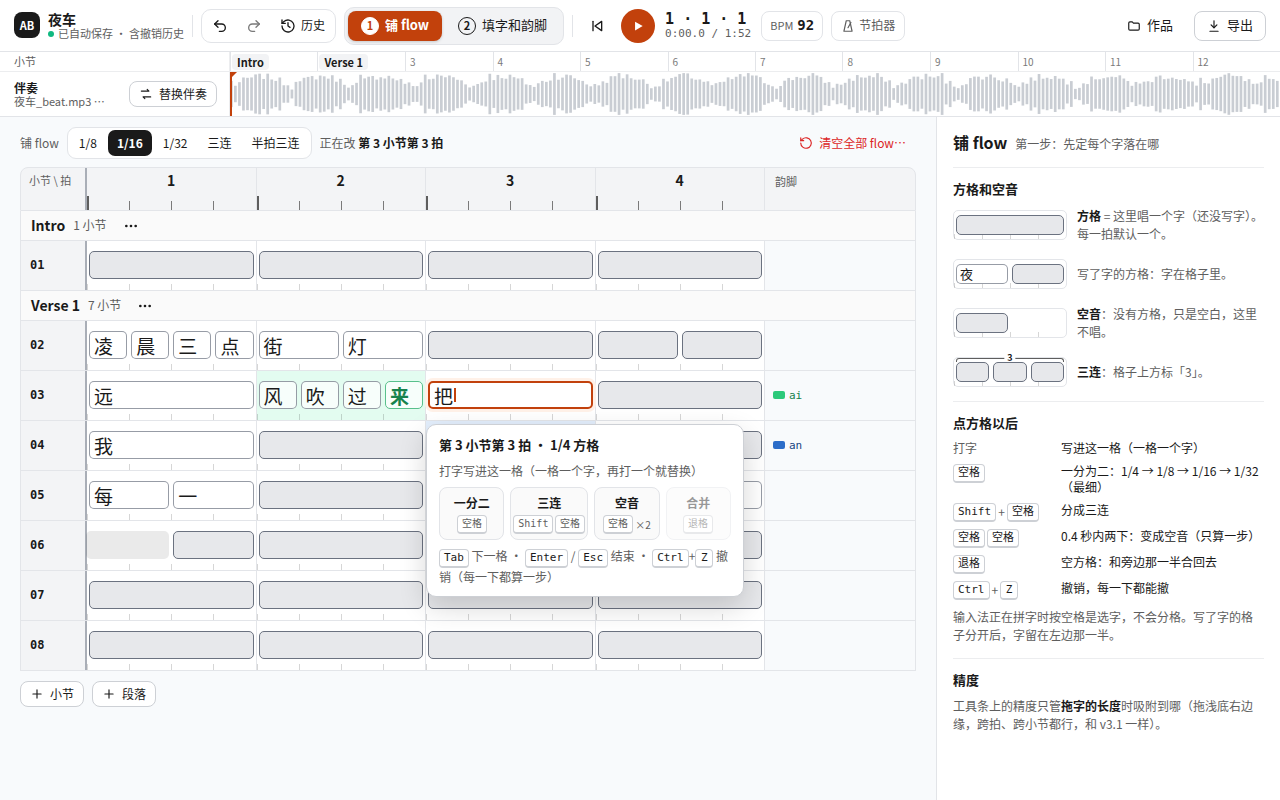 AB
夜车
已自动保存 · 含撤销历史
历史
1 铺 flow
2 填字和韵脚
1 · 1 · 1
0:00.0 / 1:52
BPM 92
节拍器
作品
导出
小节
Intro
Verse 1
3 4 5 6 7 8 9 10 11 12
伴奏
夜车_beat.mp3 ···
替换伴奏
铺 flow
1/8
1/16
1/32
三连
半拍三连
正在改 第 3 小节第 3 拍
清空全部 flow···
小节 \ 拍
1 2 3 4
韵脚
Intro 1 小节 ···
01
Verse 1 7 小节 ···
02 凌 晨 三 点 街 灯
03 远 风 吹 过 来 把 ai
04 我 an
05 每 一
06
07
08
第 3 小节第 3 拍 · 1/4 方格
打字写进这一格（一格一个字，再打一个就替换）
一分二
空格
三连
Shift 空格
空音
空格 ×2
合并
退格
Tab 下一格 · Enter / Esc 结束 · Ctrl+Z 撤
销（每一下都算一步）
小节
段落
铺 flow 第一步：先定每个字落在哪
方格和空音
方格 = 这里唱一个字（还没写字）。
每一拍默认一个。
夜
写了字的方格：字在格子里。
空音：没有方格，只是空白，这里
不唱。
3
三连：格子上方标「3」。
点方格以后
打字 写进这一格（一格一个字）
空格 一分为二：1/4 → 1/8 → 1/16 → 1/32
（最细）
Shift + 空格 分成三连
空格 空格 0.4 秒内两下：变成空音（只算一步）
退格 空方格：和旁边那一半合回去
Ctrl + Z 撤销，每一下都能撤
输入法正在拼字时按空格是选字，不会分格。写了字的格
子分开后，字留在左边那一半。
精度
工具条上的精度只管拖字的长度时吸附到哪（拖浅底右边
缘，跨拍、跨小节都行，和 v3.1 一样）。